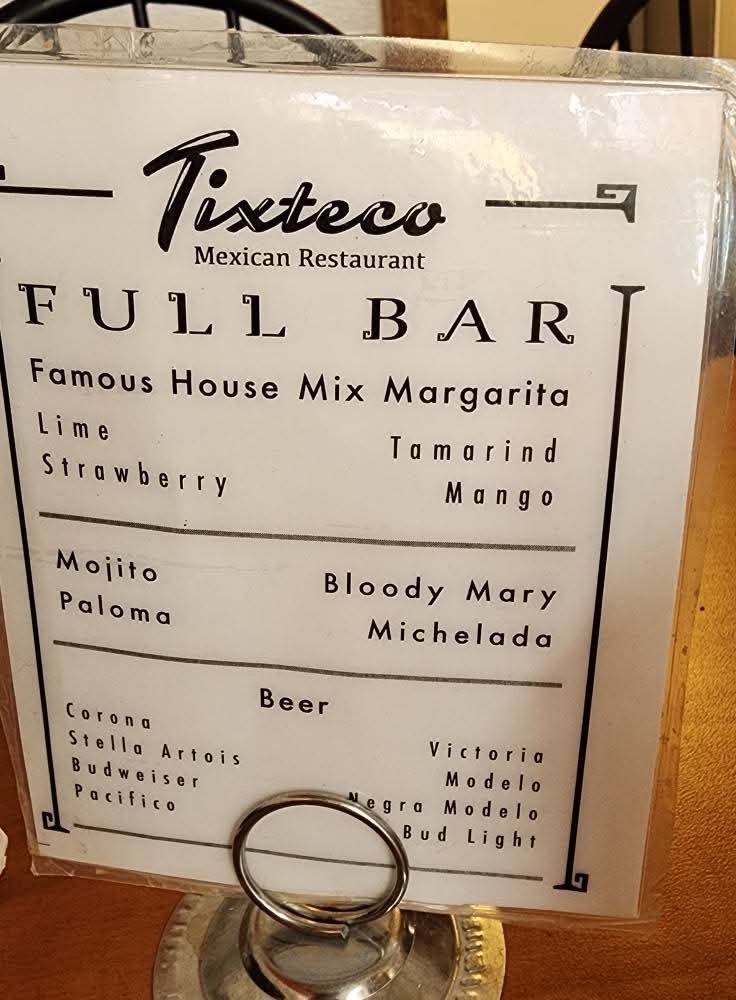 Tixteco
Mexican Restaurant
FULL BAR
Famous House Mix Margarita
Lime
Strawberry
Tamarind
Mango
Mojito
Paloma
Bloody Mary
Michelada
Beer
Corona
Stella Artois
Budweiser
Pacifico
Victoria
Modelo
Negra Modelo
Bud Light